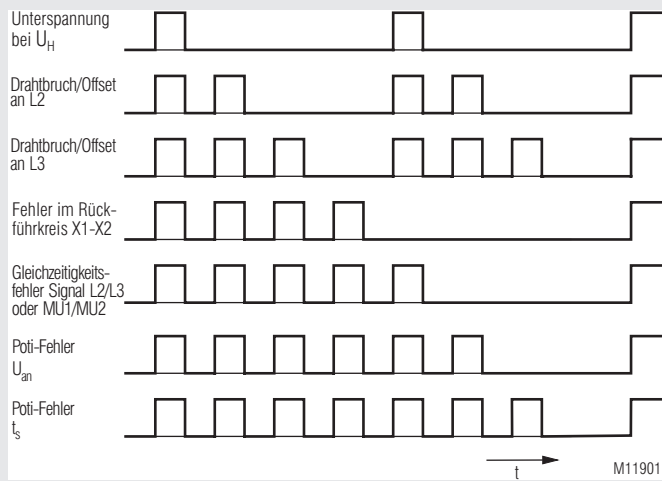 Unterspannung
bei U_H
Drahtbruch/Offset
an L2
Drahtbruch/Offset
an L3
Fehler im Rück-
führkreis X1-X2
Gleichzeitigkeits-
fehler Signal L2/L3
oder MU1/MU2
Poti-Fehler
U_an
Poti-Fehler
t_s
t
M11901